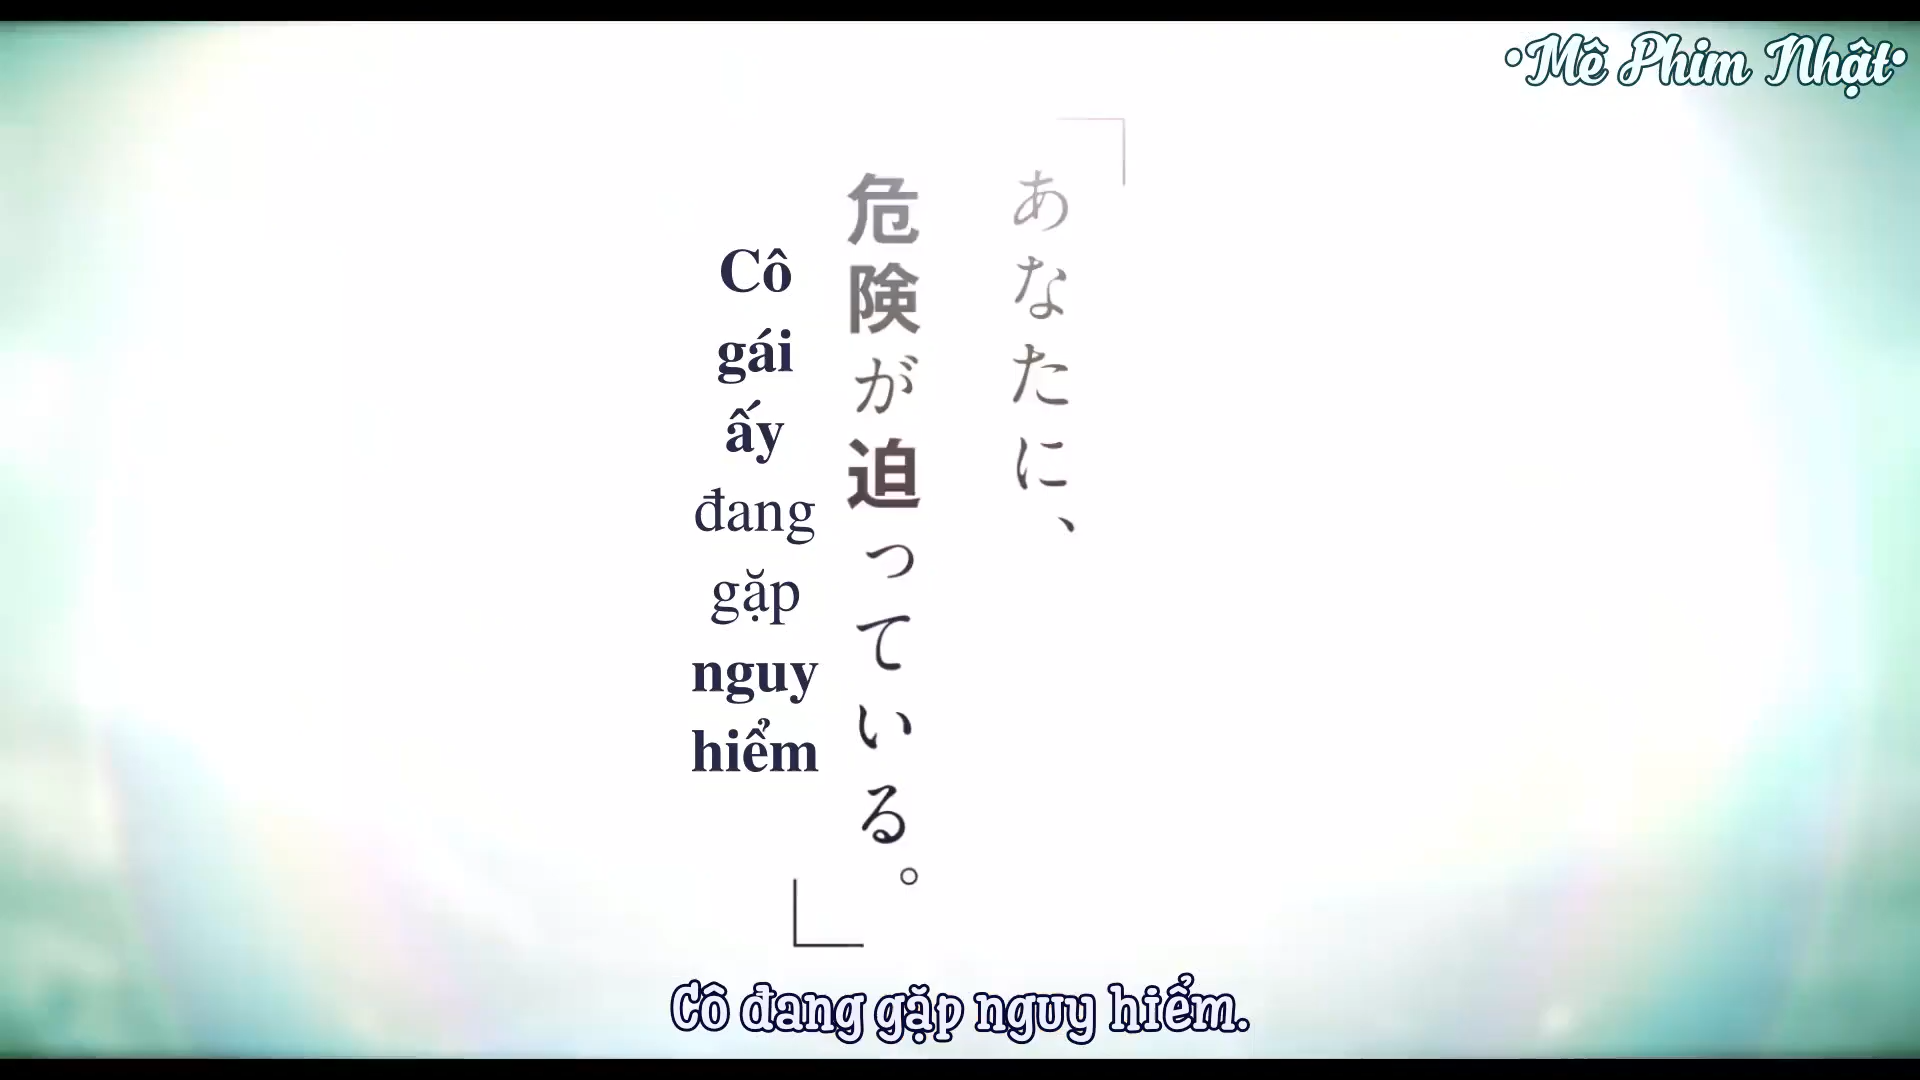 •Mê Phim Nhật•
「あなたに、
危険が迫っている。」
Cô
gái
ấy
đang
gặp
nguy
hiểm
Cô đang gặp nguy hiểm.